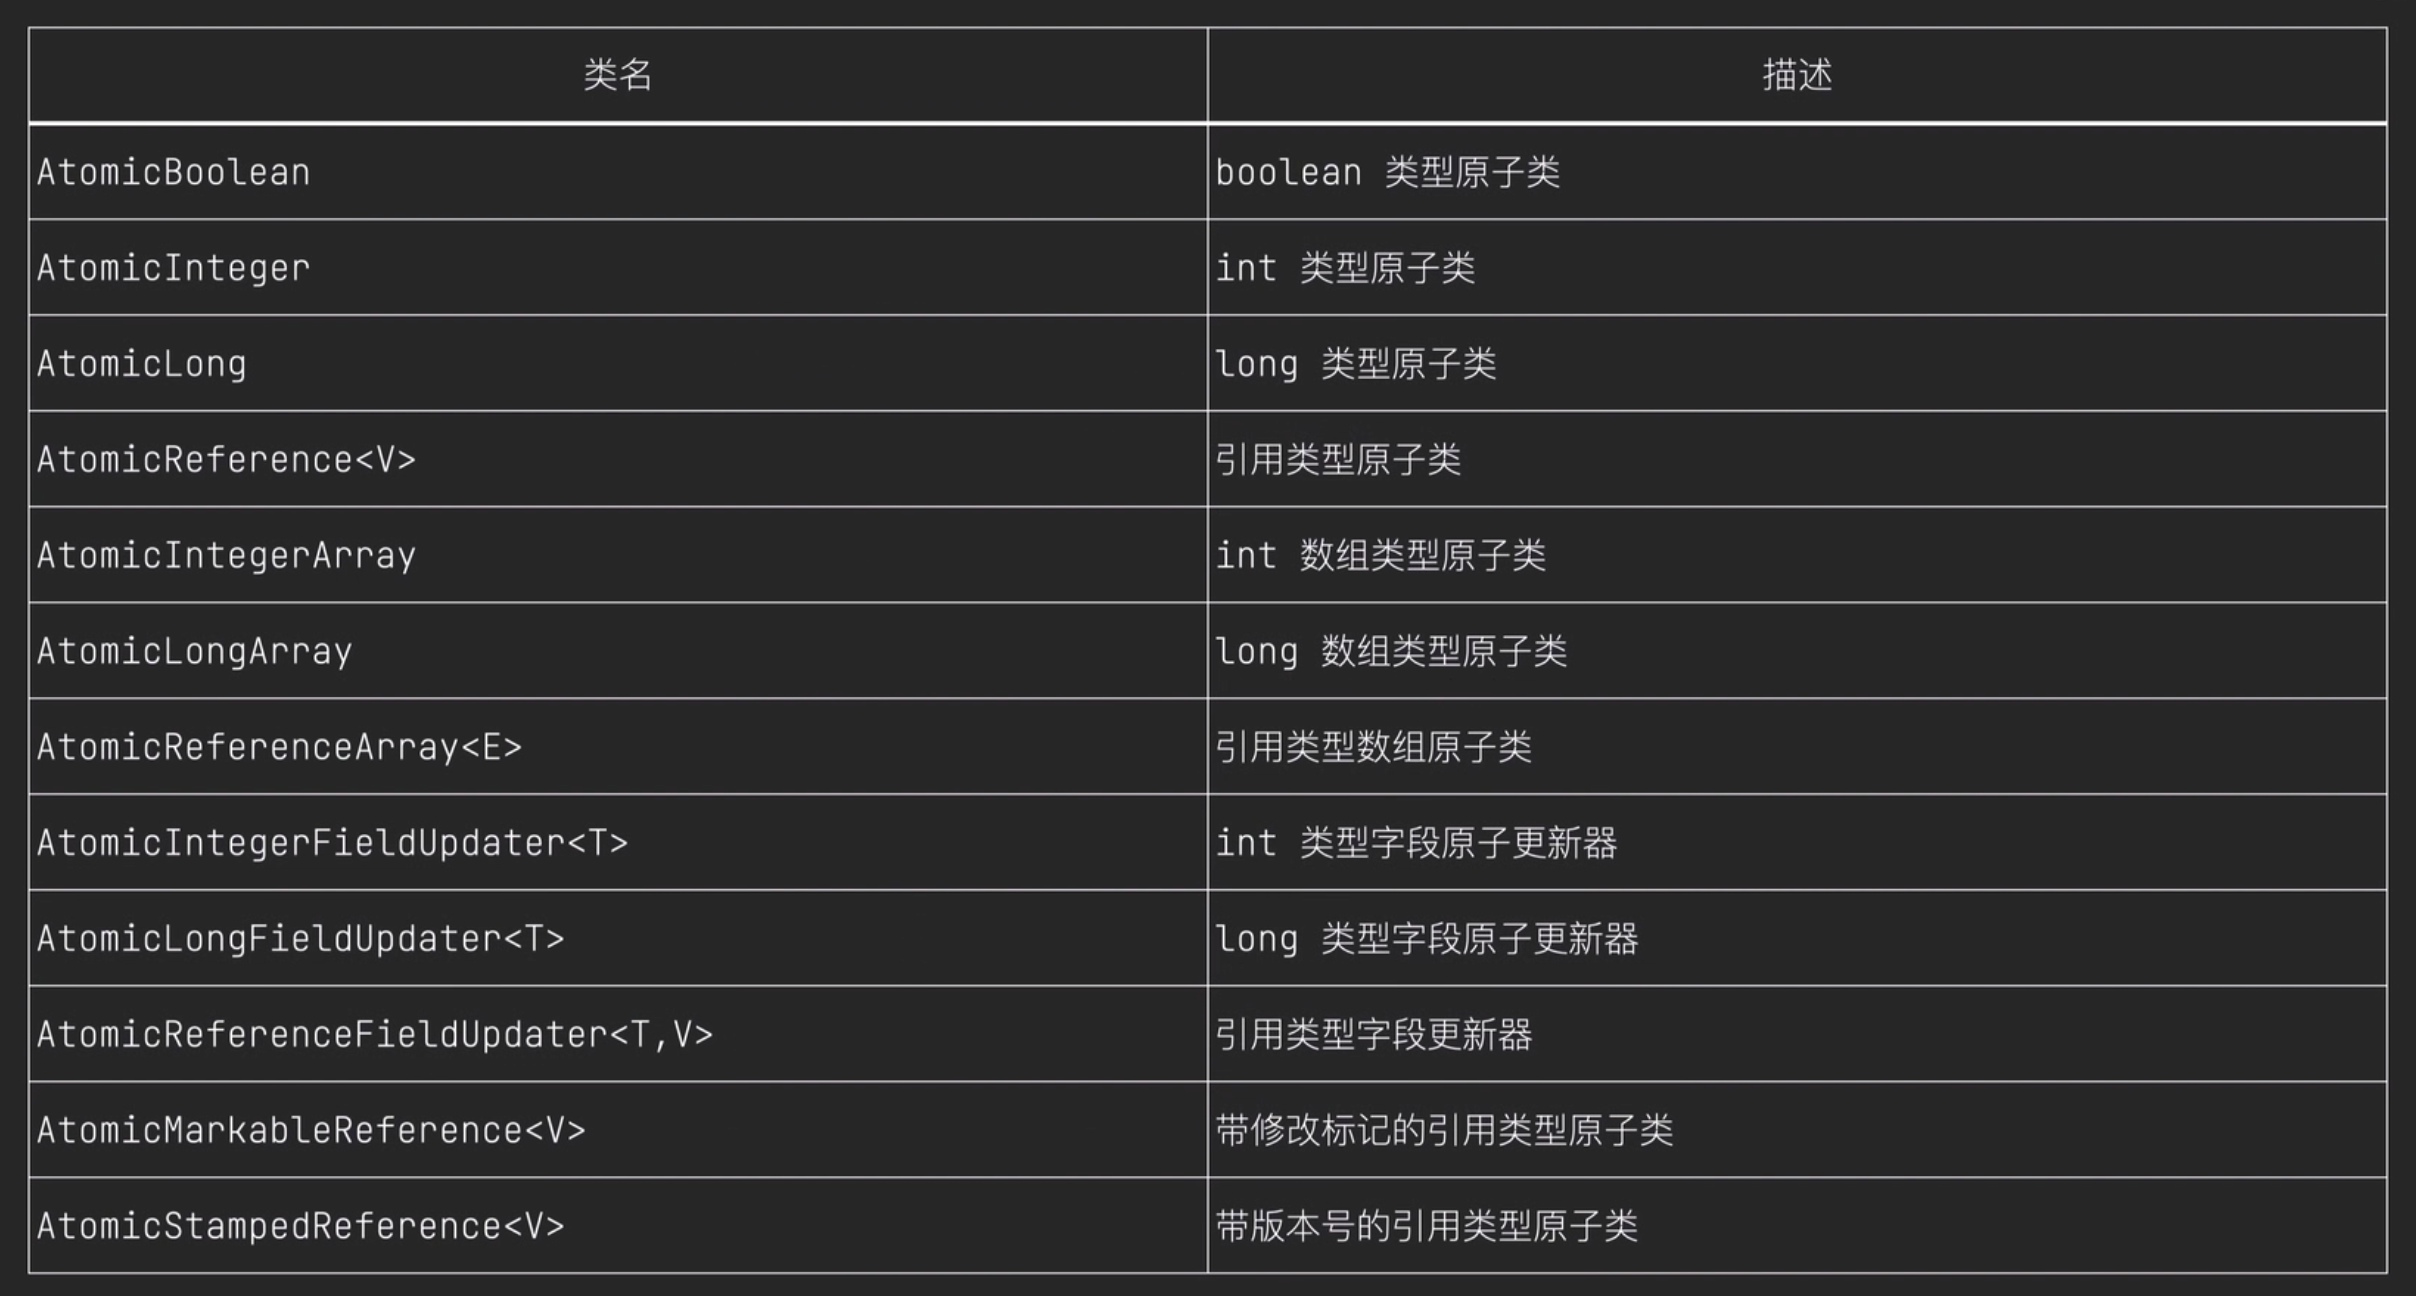 类名 描述
AtomicBoolean boolean 类型原子类
AtomicInteger int 类型原子类
AtomicLong long 类型原子类
AtomicReference<V> 引用类型原子类
AtomicIntegerArray int 数组类型原子类
AtomicLongArray long 数组类型原子类
AtomicReferenceArray<E> 引用类型数组原子类
AtomicIntegerFieldUpdater<T> int 类型字段原子更新器
AtomicLongFieldUpdater<T> long 类型字段原子更新器
AtomicReferenceFieldUpdater<T,V> 引用类型字段更新器
AtomicMarkableReference<V> 带修改标记的引用类型原子类
AtomicStampedReference<V> 带版本号的引用类型原子类